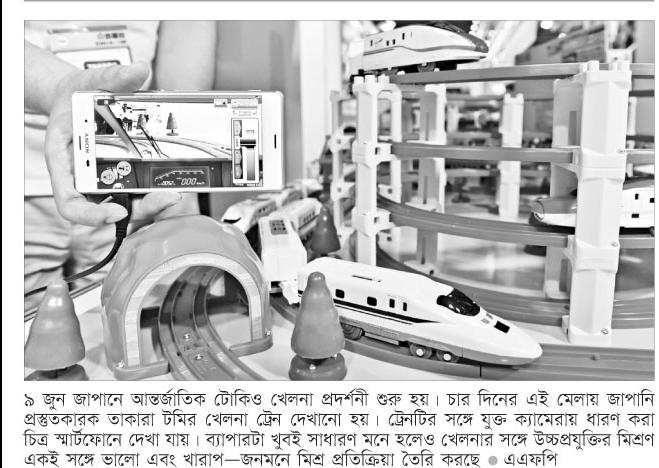 SONY
000
৯ জুন জাপানে আন্তর্জাতিক টোকিও খেলনা প্রদর্শনী শুরু হয়। চার দিনের এই মেলায় জাপানি
প্রস্তুতকারক তাকারা টমির খেলনা ট্রেন দেখানো হয়। ট্রেনটির সঙ্গে যুক্ত ক্যামেরায় ধারণ করা
চিত্র স্মার্টফোনে দেখা যায়। ব্যাপারটা খুবই সাধারণ মনে হলেও খেলনার সঙ্গে উচ্চপ্রযুক্তির মিশ্রণ
একই সঙ্গে ভালো এবং খারাপ—জনমনে মিশ্র প্রতিক্রিয়া তৈরি করছে ● এএফপি